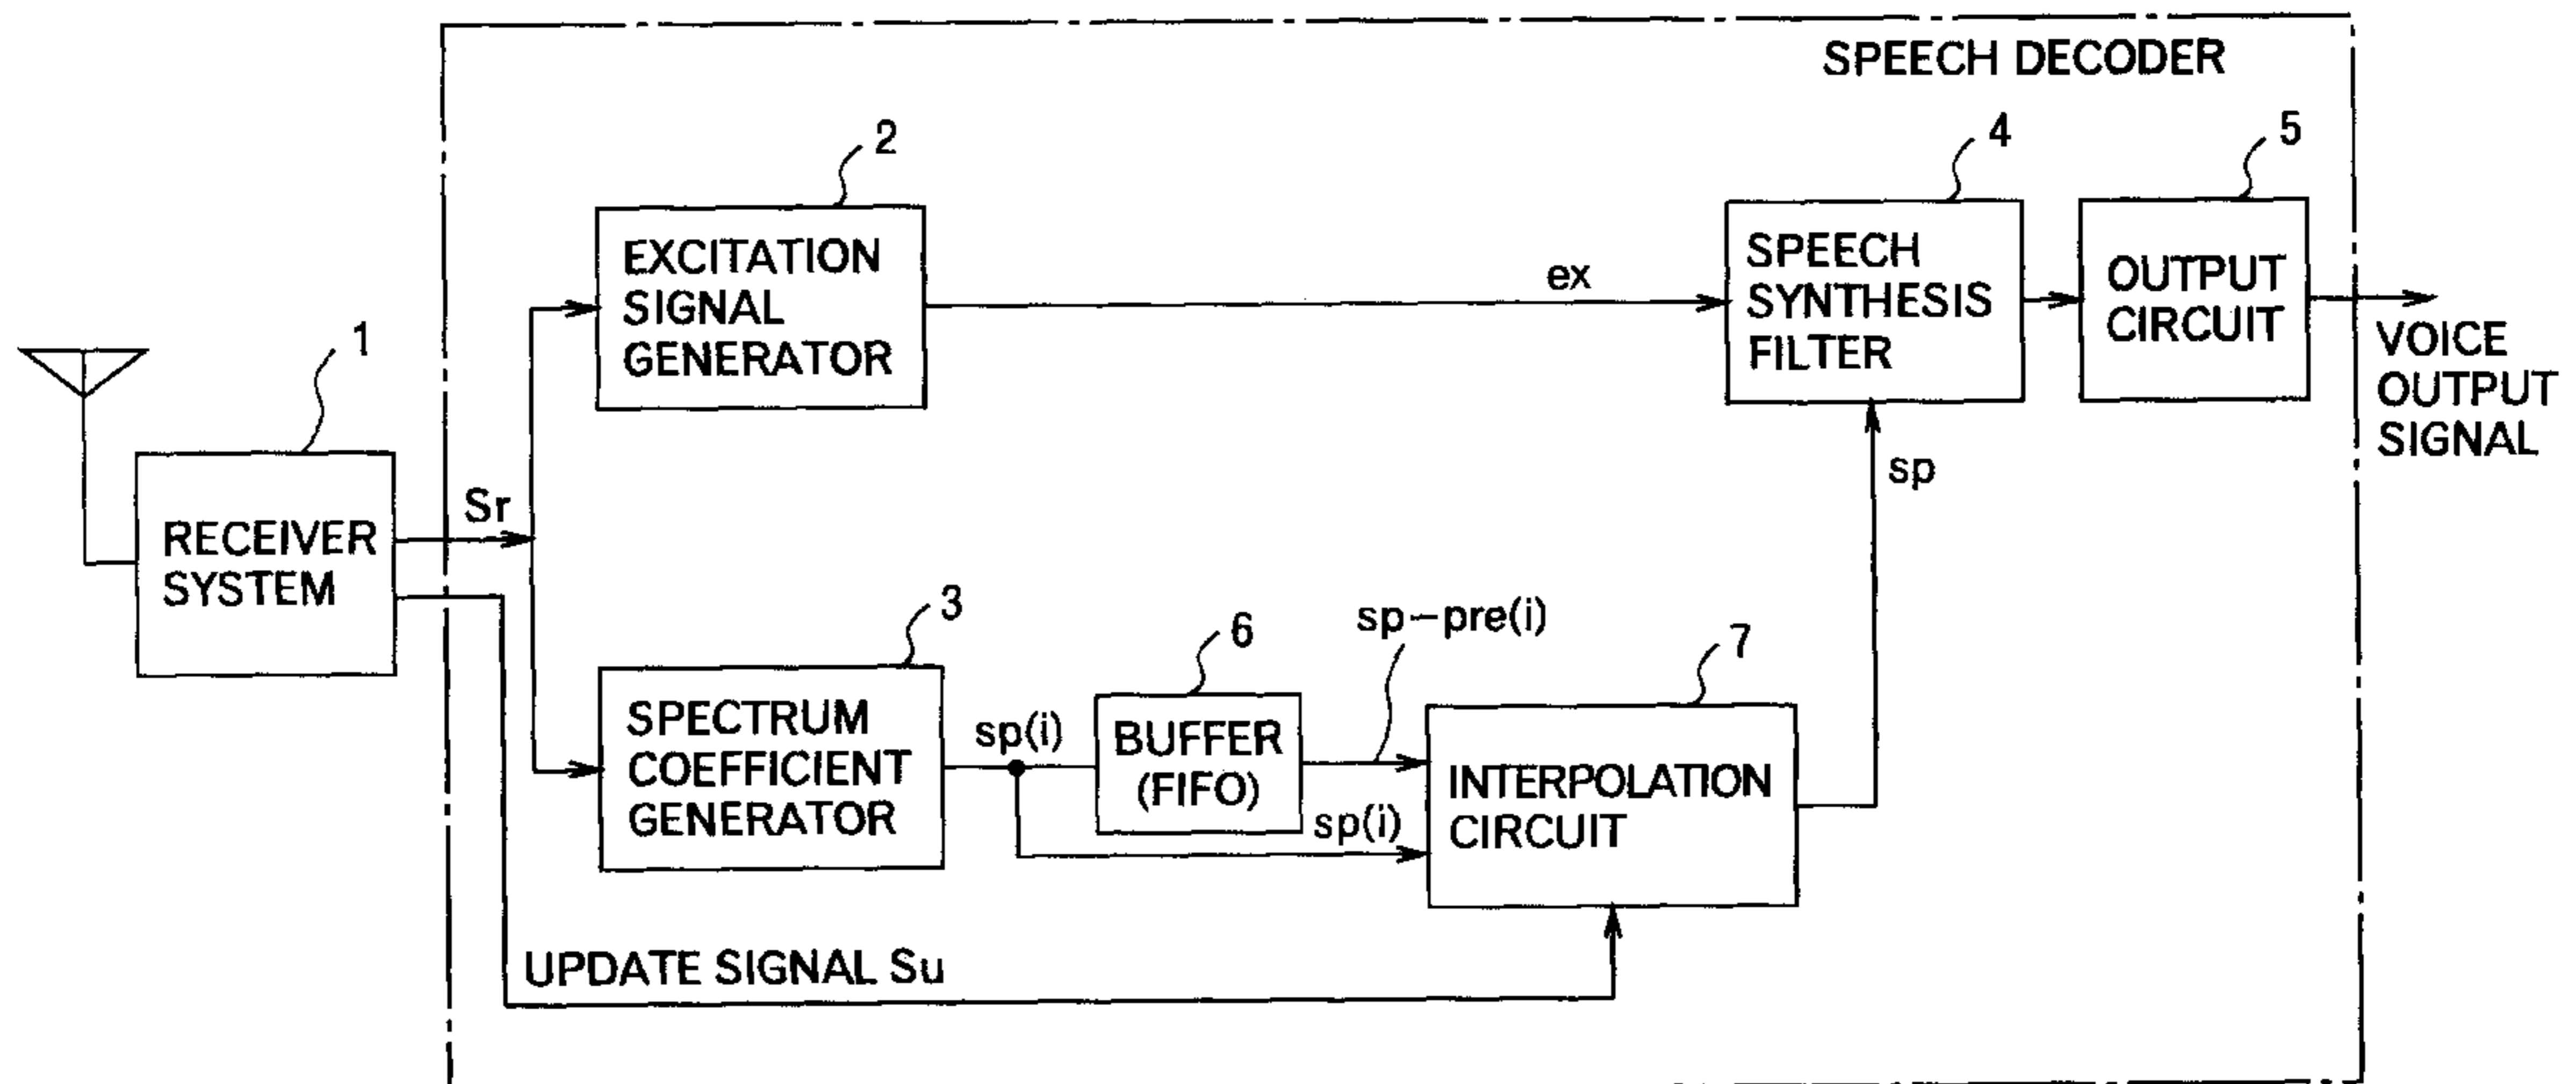 SPEECH DECODER
2
EXCITATION
SIGNAL
GENERATOR
ex
4
SPEECH
SYNTHESIS
FILTER
5
OUTPUT
CIRCUIT
VOICE
OUTPUT
SIGNAL
1
RECEIVER
SYSTEM
Sr
sp
3
SPECTRUM
COEFFICIENT
GENERATOR
sp(i)
6
BUFFER
(FIFO)
sp-pre(i)
sp(i)
7
INTERPOLATION
CIRCUIT
UPDATE SIGNAL Su